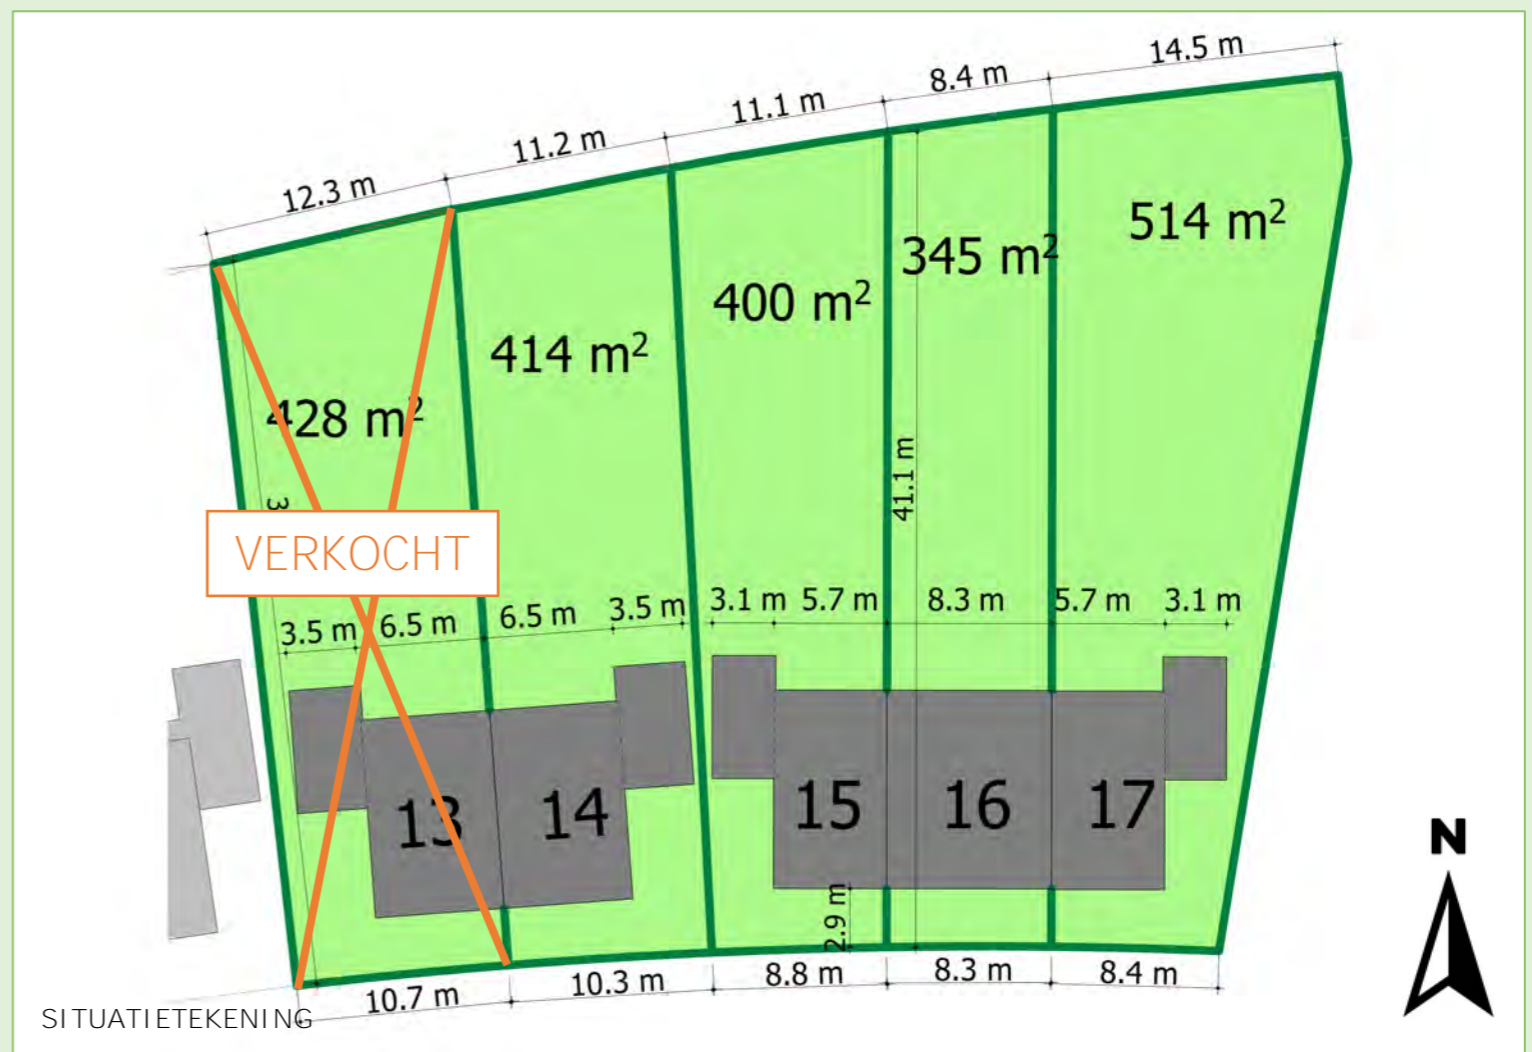 14.5 m
8.4 m
11.1 m
11.2 m
12.3 m
514 m²
345 m²
400 m²
414 m²
428 m²
41.1 m
3
VERKOCHT
3.5 m 6.5 m 6.5 m 3.5 m 3.1 m 5.7 m 8.3 m 5.7 m 3.1 m
13 14 15 16 17
N
2.9 m
10.7 m 10.3 m 8.8 m 8.3 m 8.4 m
SITUATIETEKENING